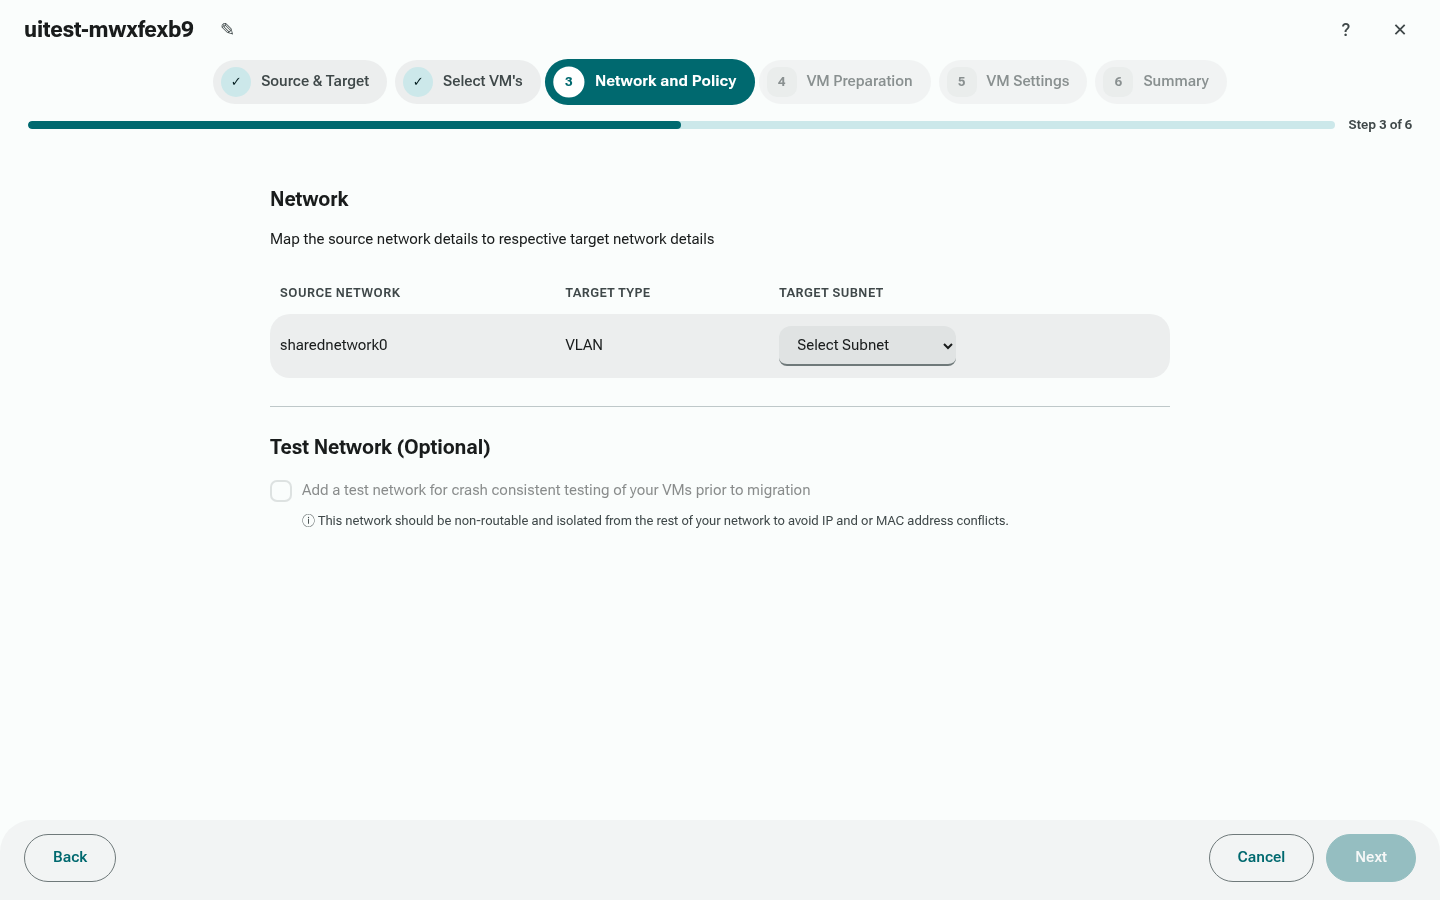 uitest-mwxfexb9 ✎ ? ✕
✓ Source & Target ✓ Select VM's 3 Network and Policy 4 VM Preparation 5 VM Settings 6 Summary
Step 3 of 6
Network
Map the source network details to respective target network details
SOURCE NETWORK TARGET TYPE TARGET SUBNET
sharednetwork0 VLAN Select Subnet
Test Network (Optional)
Add a test network for crash consistent testing of your VMs prior to migration
ⓘ This network should be non-routable and isolated from the rest of your network to avoid IP and or MAC address conflicts.
Back Cancel Next